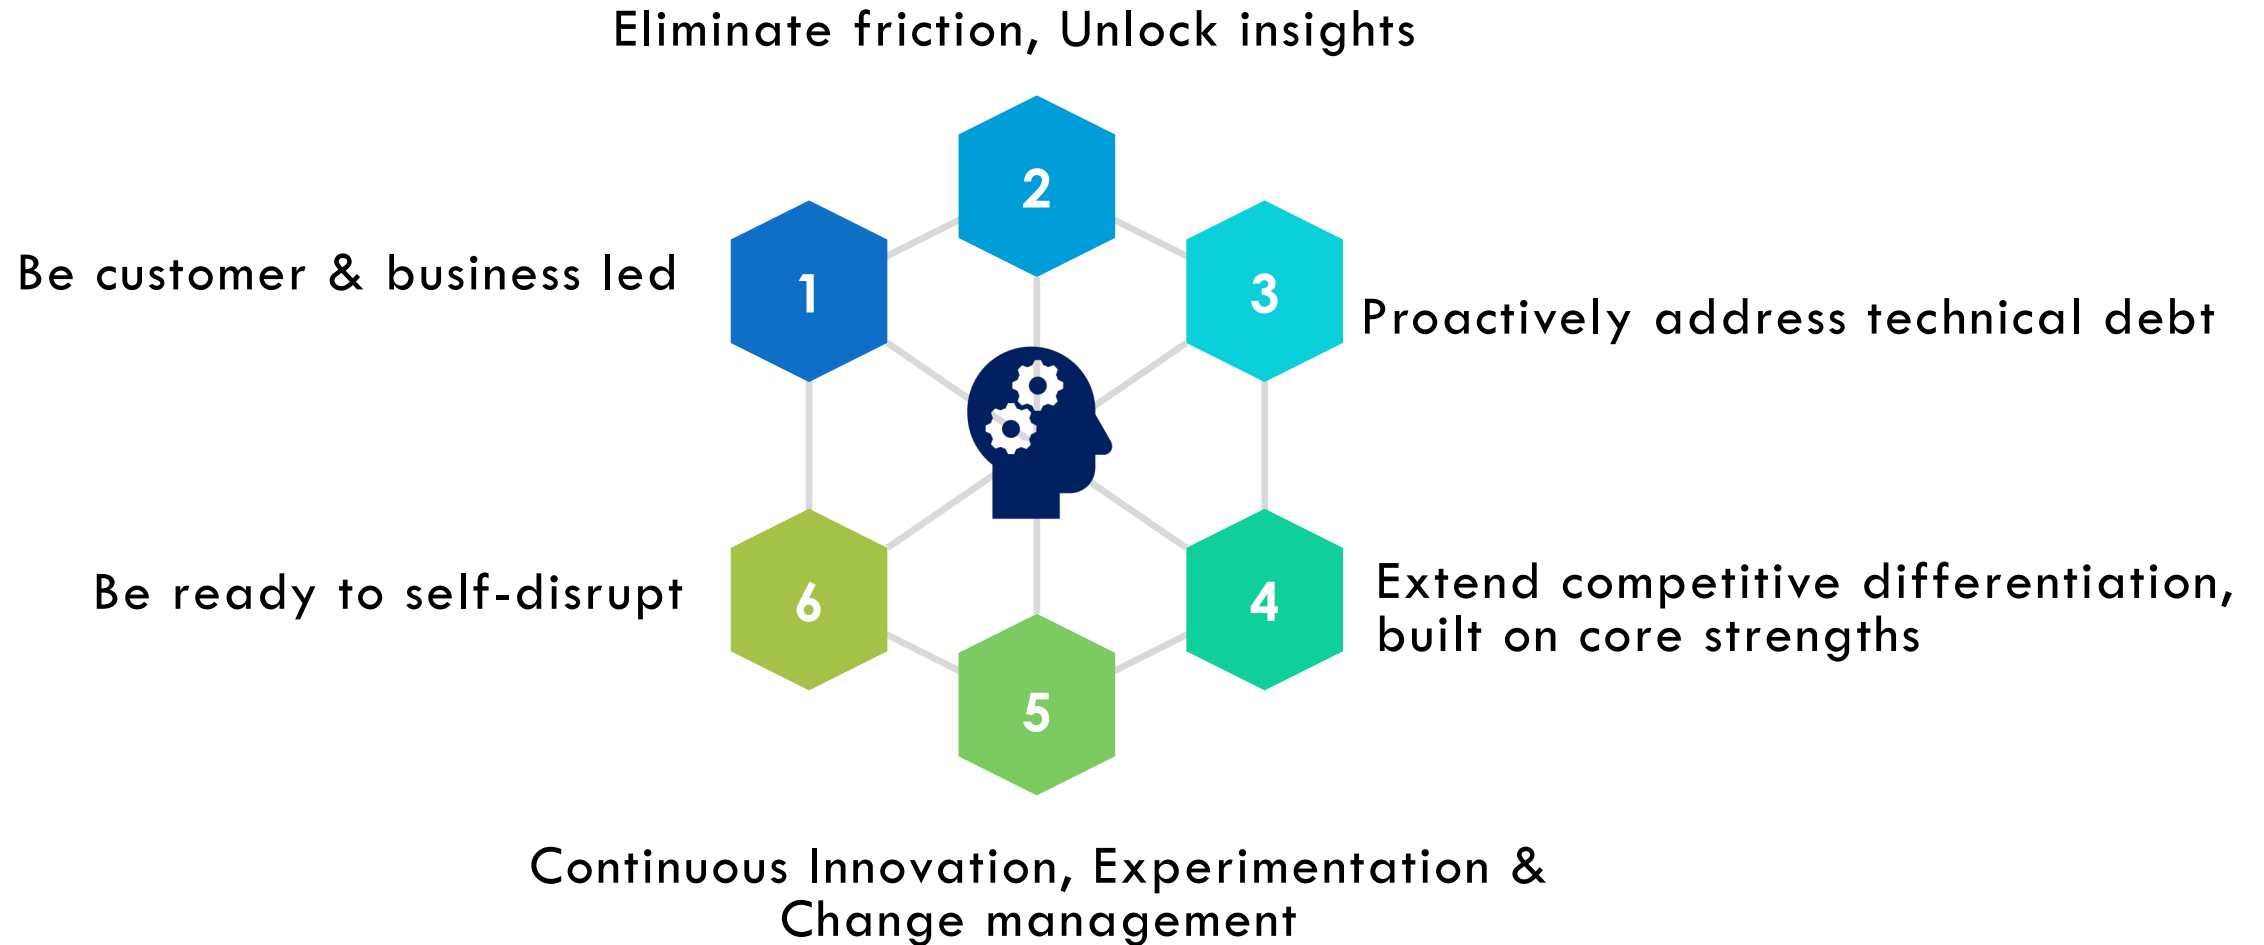 Eliminate friction, Unlock insights
2
Be customer & business led
1
3
Proactively address technical debt
Be ready to self-disrupt
6
4
Extend competitive differentiation,
built on core strengths
5
Continuous Innovation, Experimentation &
Change management